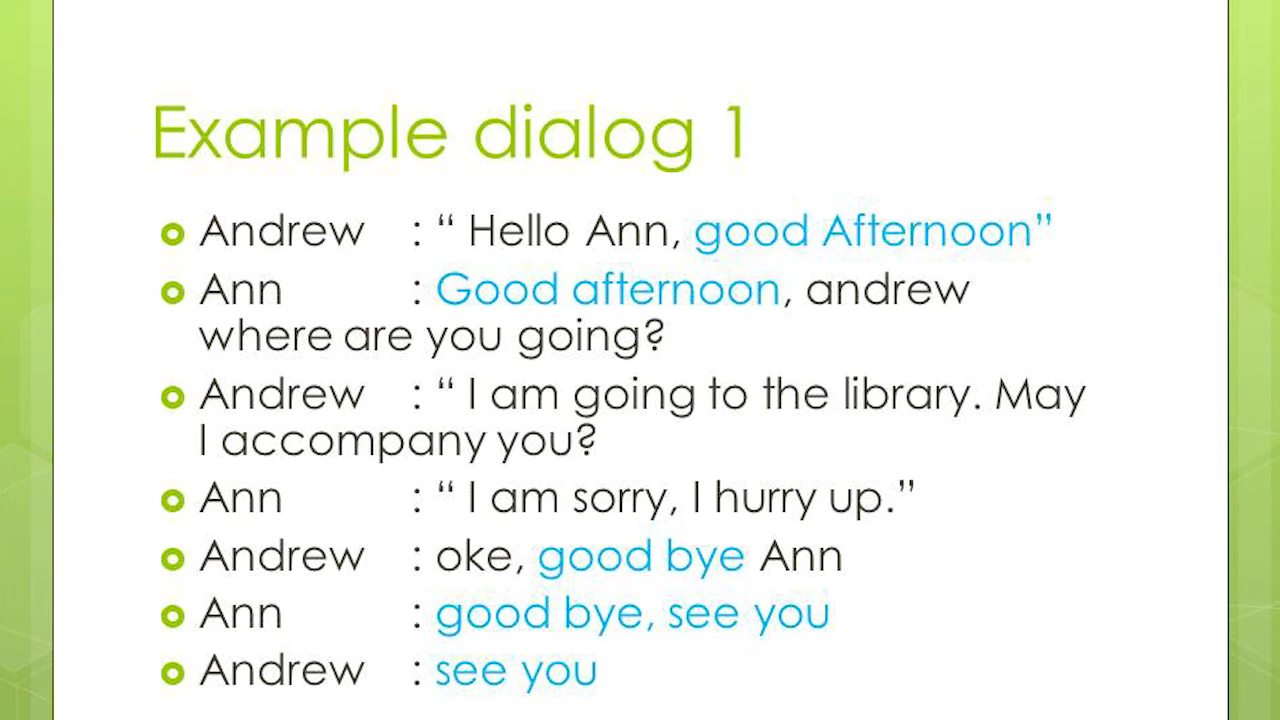 Example dialog 1
Andrew : “ Hello Ann, good Afternoon”
Ann : Good afternoon, andrew
where are you going?
Andrew : “ I am going to the library. May
I accompany you?
Ann : “ I am sorry, I hurry up.”
Andrew : oke, good bye Ann
Ann : good bye, see you
Andrew : see you